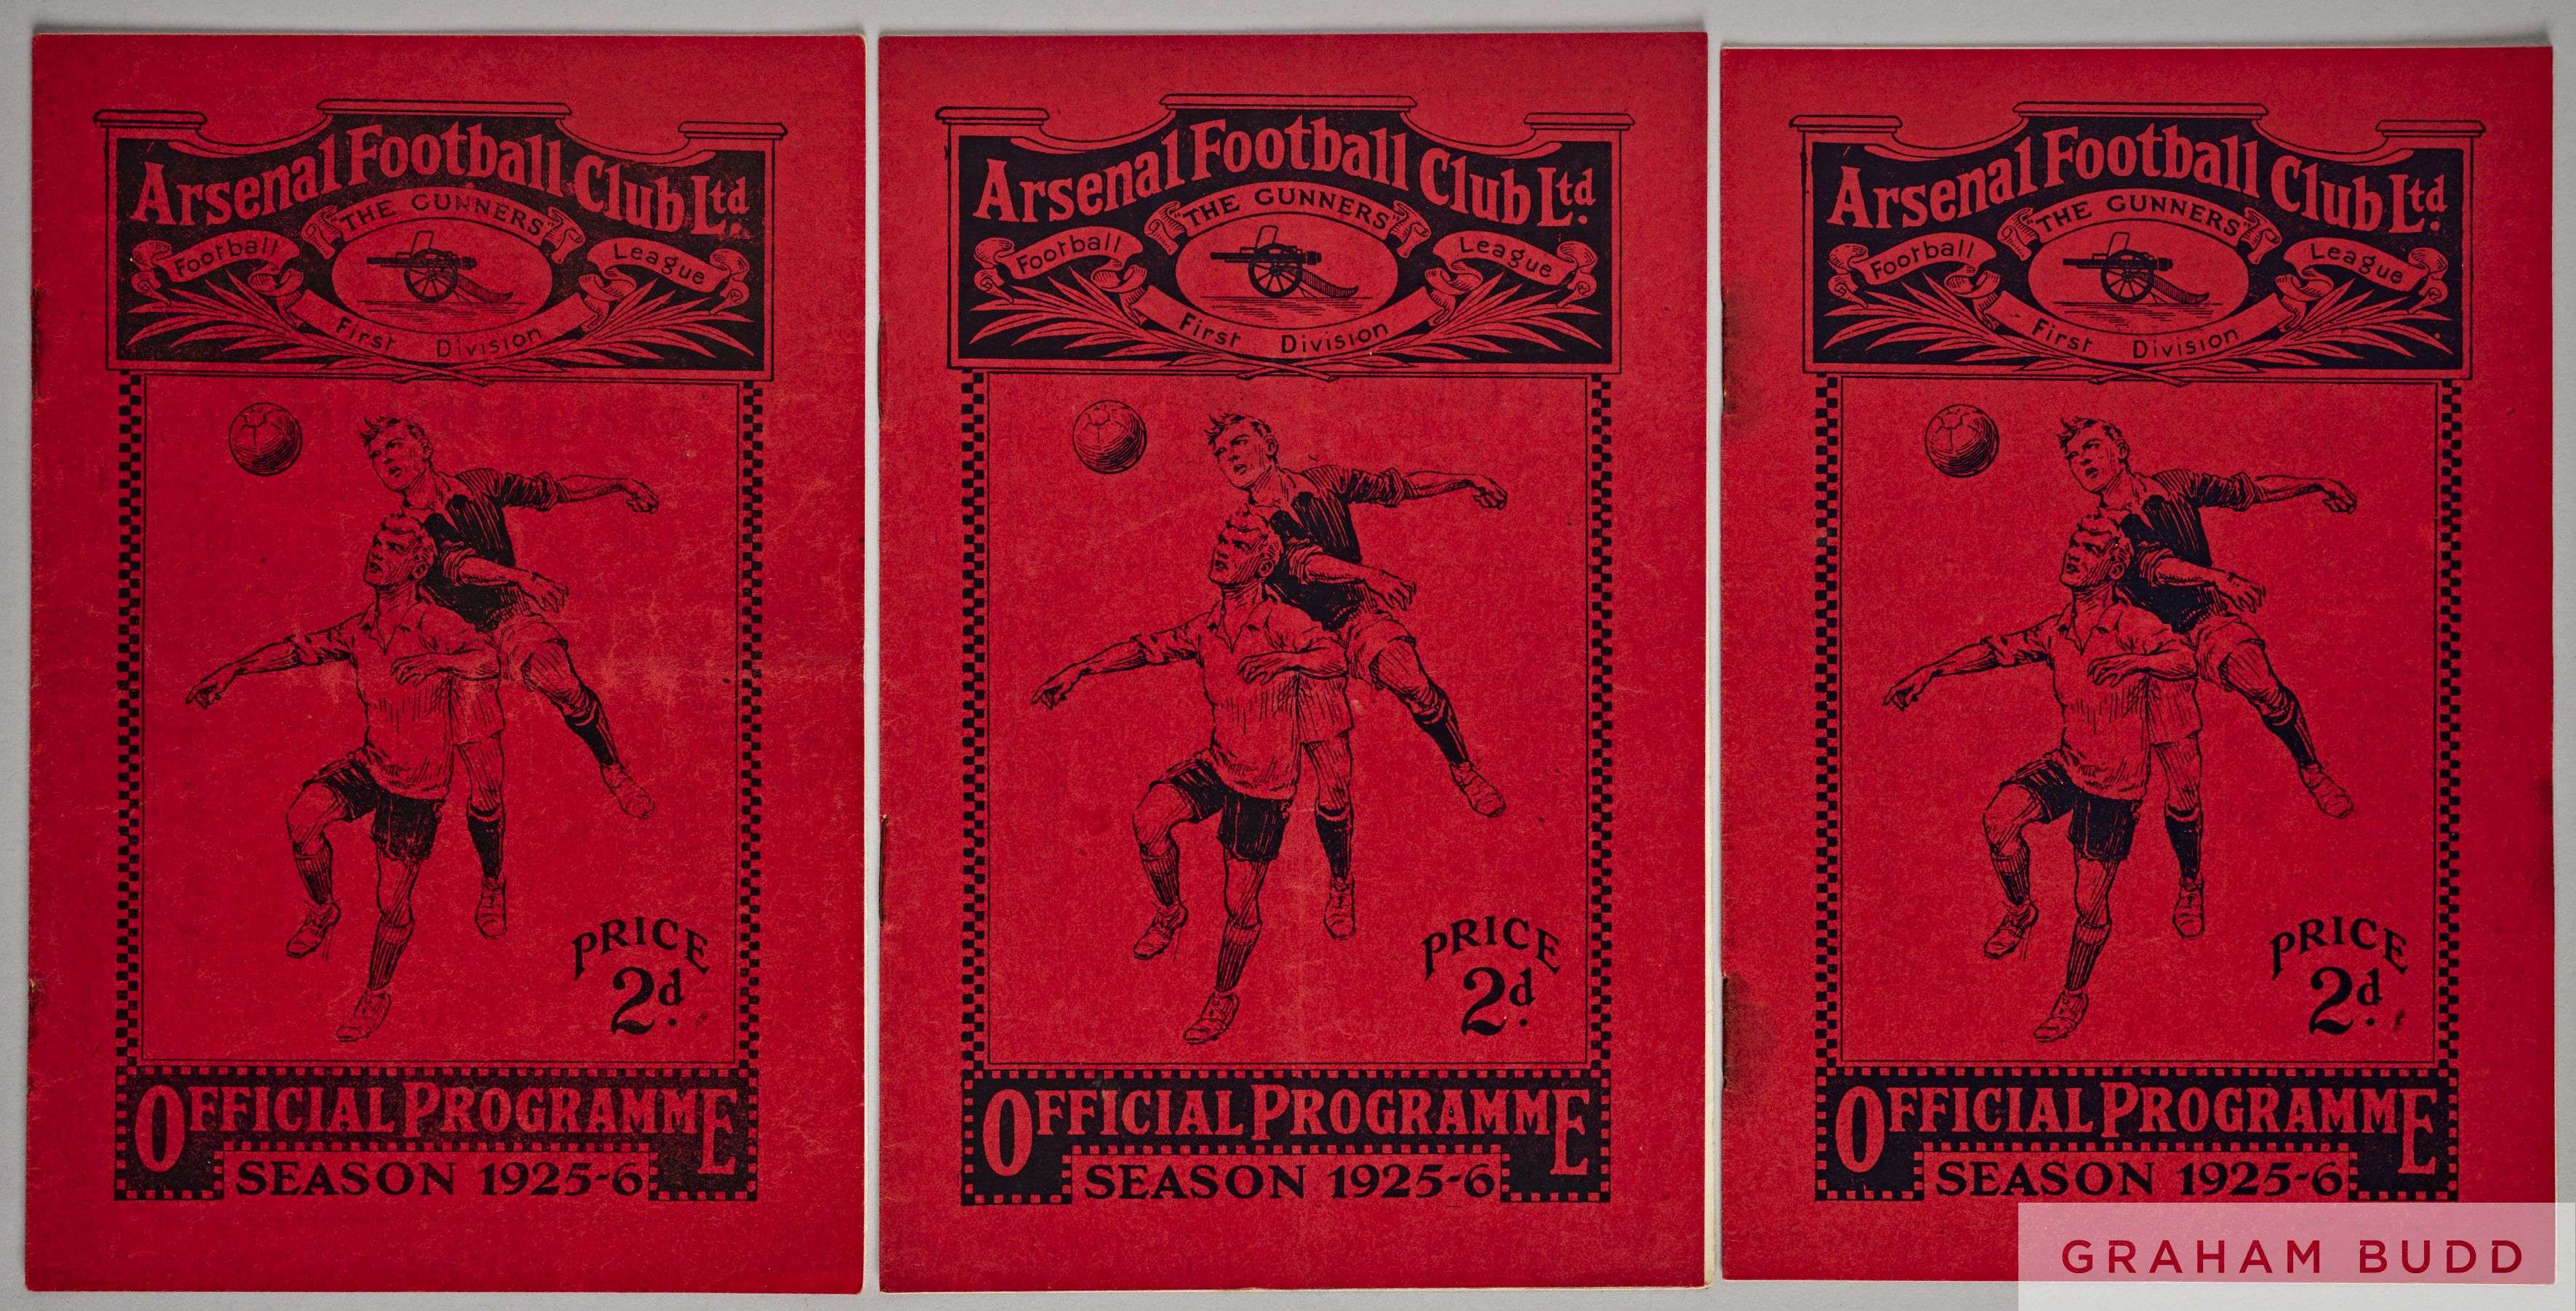 Arsenal Football Club Ltd.
"THE GUNNERS"
Football League
First Division
PRICE
2d.
OFFICIAL PROGRAMME
SEASON 1925-6
Arsenal Football Club Ltd.
"THE GUNNERS"
Football League
First Division
PRICE
2d.
OFFICIAL PROGRAMME
SEASON 1925-6
Arsenal Football Club Ltd.
"THE GUNNERS"
Football League
First Division
PRICE
2d.
OFFICIAL PROGRAMME
SEASON 1925-6
GRAHAM BUDD